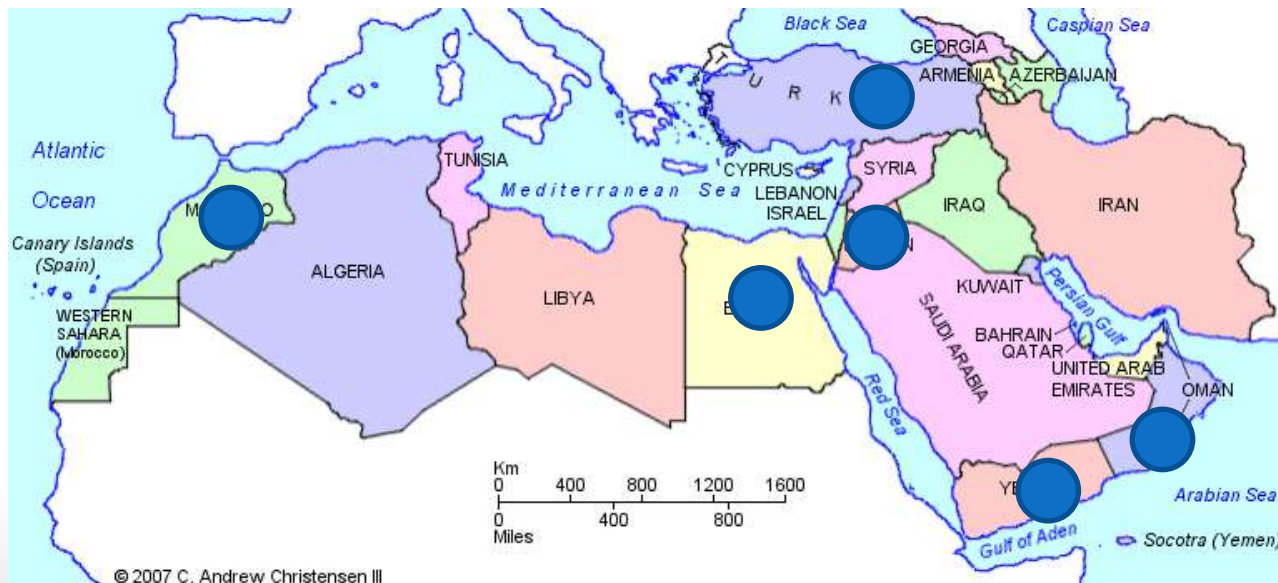 Black Sea
Caspian Sea
GEORGIA
ARMENIA
AZERBAIJAN
T U R K
Atlantic
Ocean
TUNISIA
CYPRUS
SYRIA
Mediterranean Sea
LEBANON
ISRAEL
IRAQ
IRAN
Canary Islands
(Spain)
ALGERIA
LIBYA
KUWAIT
Persian Gulf
WESTERN
SAHARA
(Morocco)
SAUDI ARABIA
BAHRAIN
QATAR
UNITED ARAB
EMIRATES
OMAN
Red Sea
Km
0 400 800 1200 1600
0 400 800
Miles
Arabian Sea
Gulf of Aden
Socotra (Yemen)
© 2007 C. Andrew Christensen III